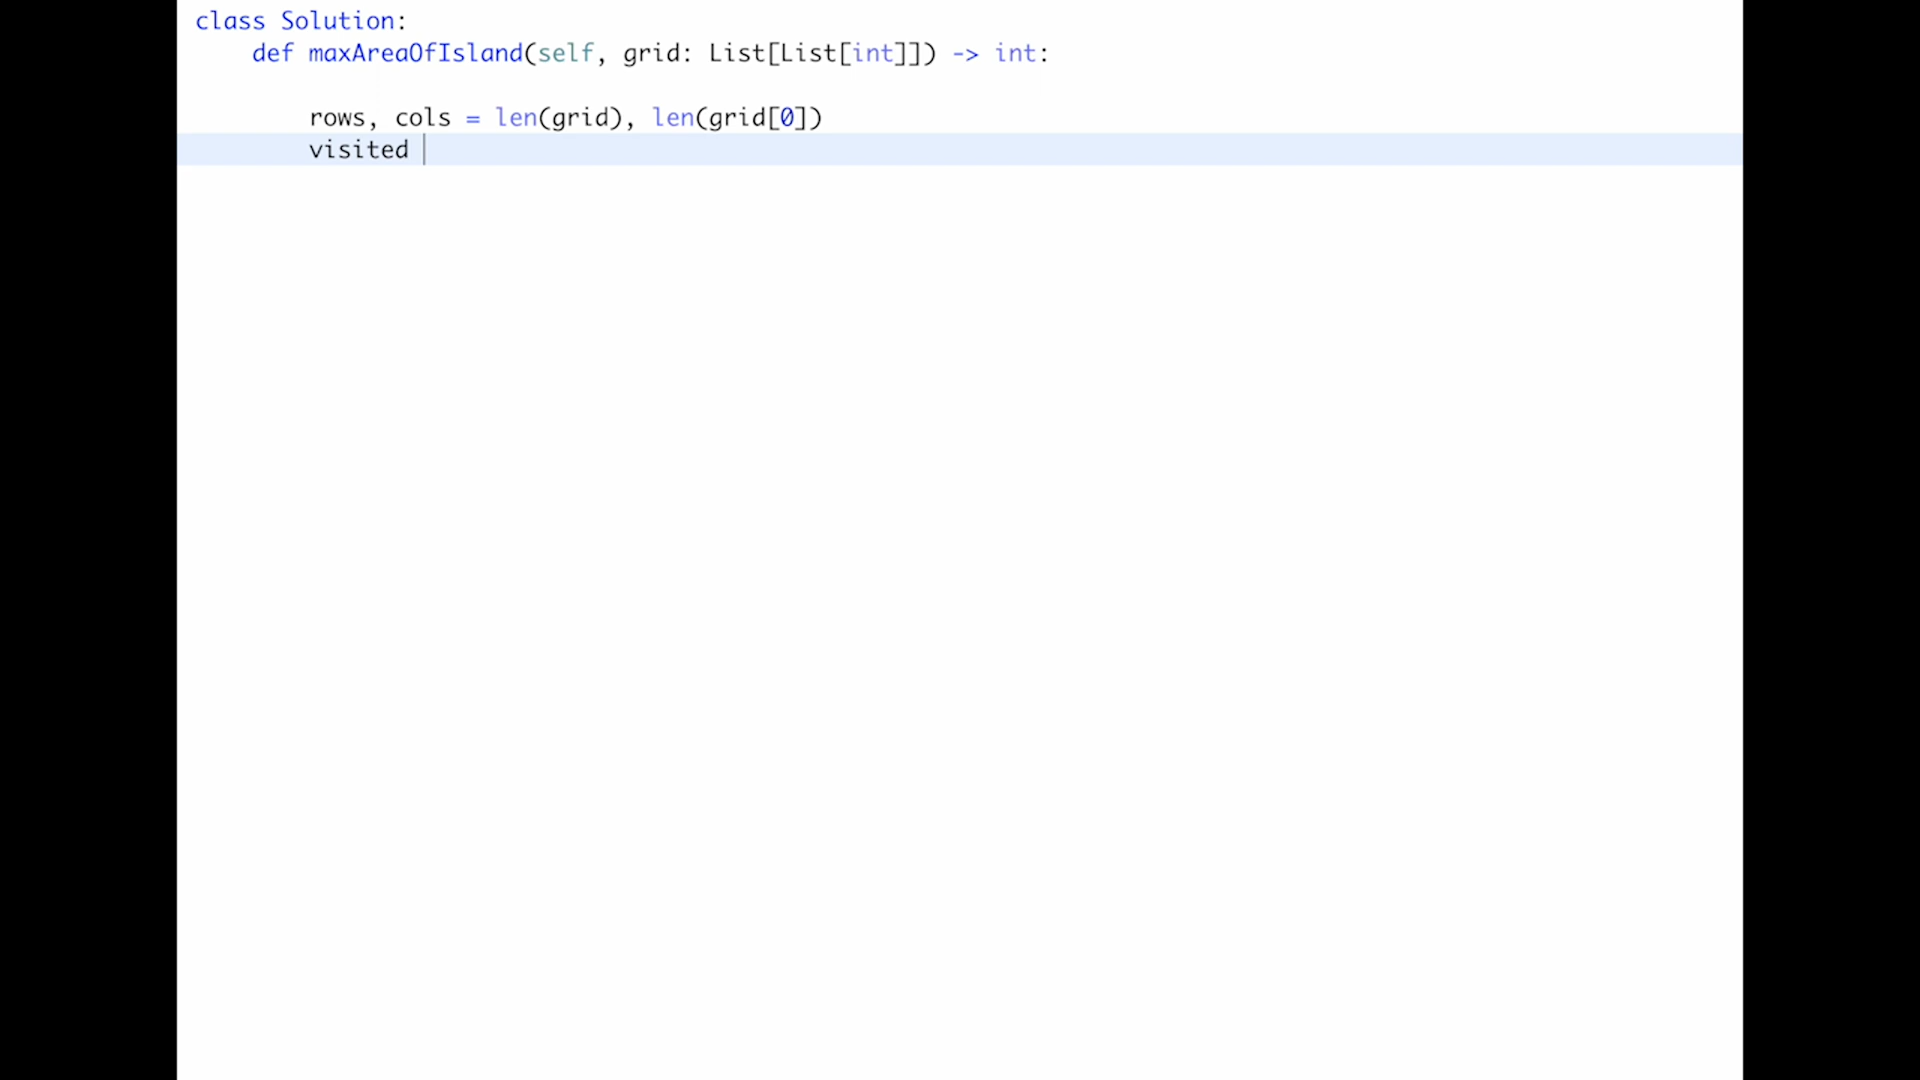 class Solution:
    def maxAreaOfIsland(self, grid: List[List[int]]) -> int:
        rows, cols = len(grid), len(grid[0])
        visited